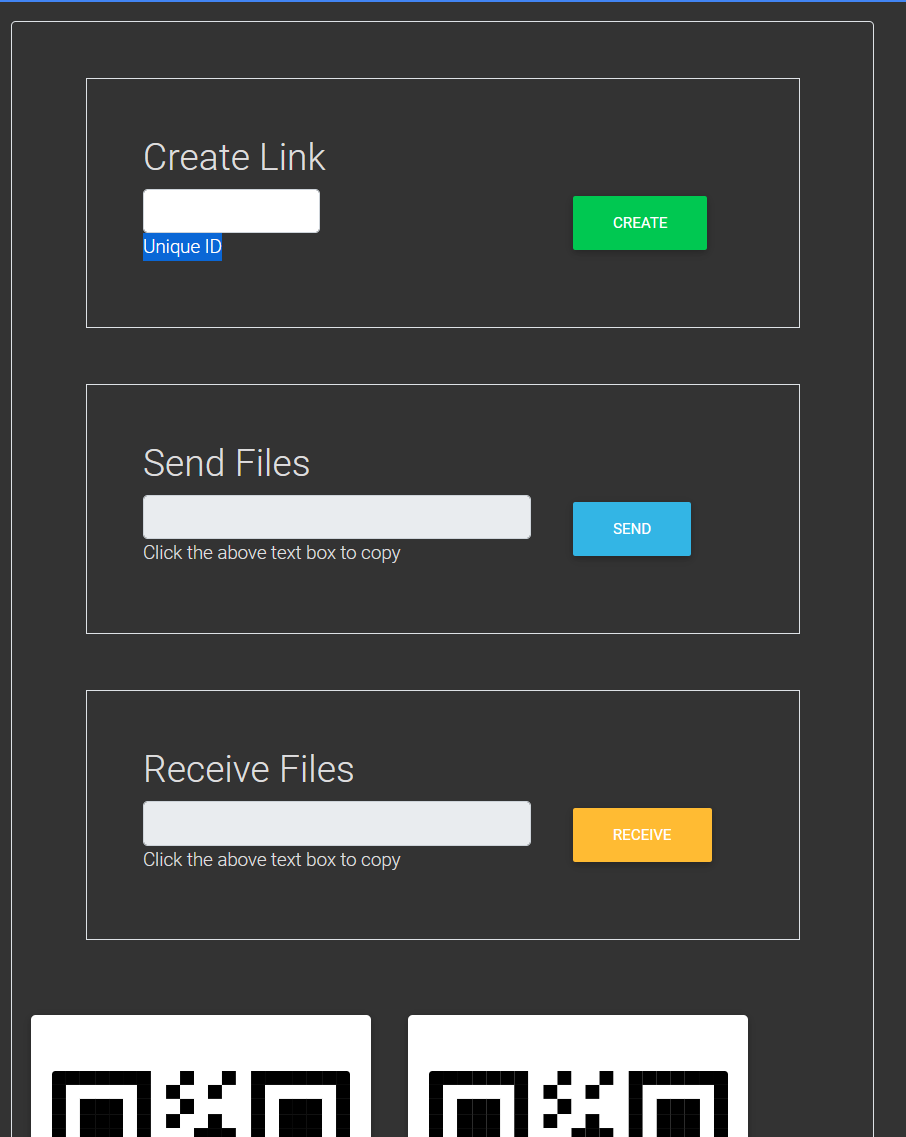 Create Link
CREATE
Unique ID
Send Files
SEND
Click the above text box to copy
Receive Files
RECEIVE
Click the above text box to copy